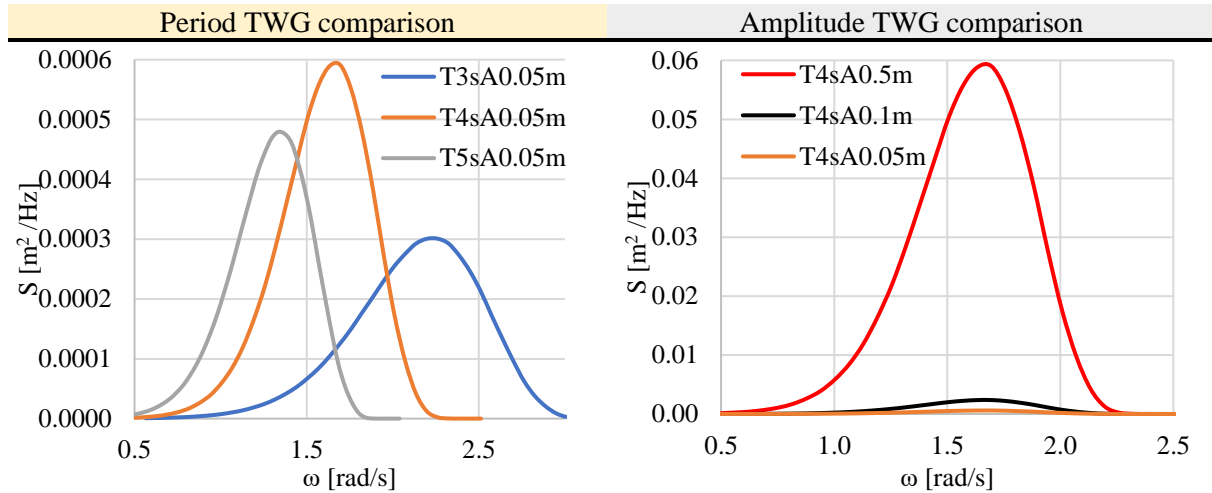 Period TWG comparison
Amplitude TWG comparison
0.0006
0.0005
0.0004
0.0003
0.0002
0.0001
0.0000
S [m² /Hz]
T3sA0.05m
T4sA0.05m
T5sA0.05m
0.5
1.5
2.5
ω [rad/s]
0.06
0.05
0.04
0.03
0.02
0.01
0.00
S [m² /Hz]
T4sA0.5m
T4sA0.1m
T4sA0.05m
0.5
1.0
1.5
2.0
2.5
ω [rad/s]